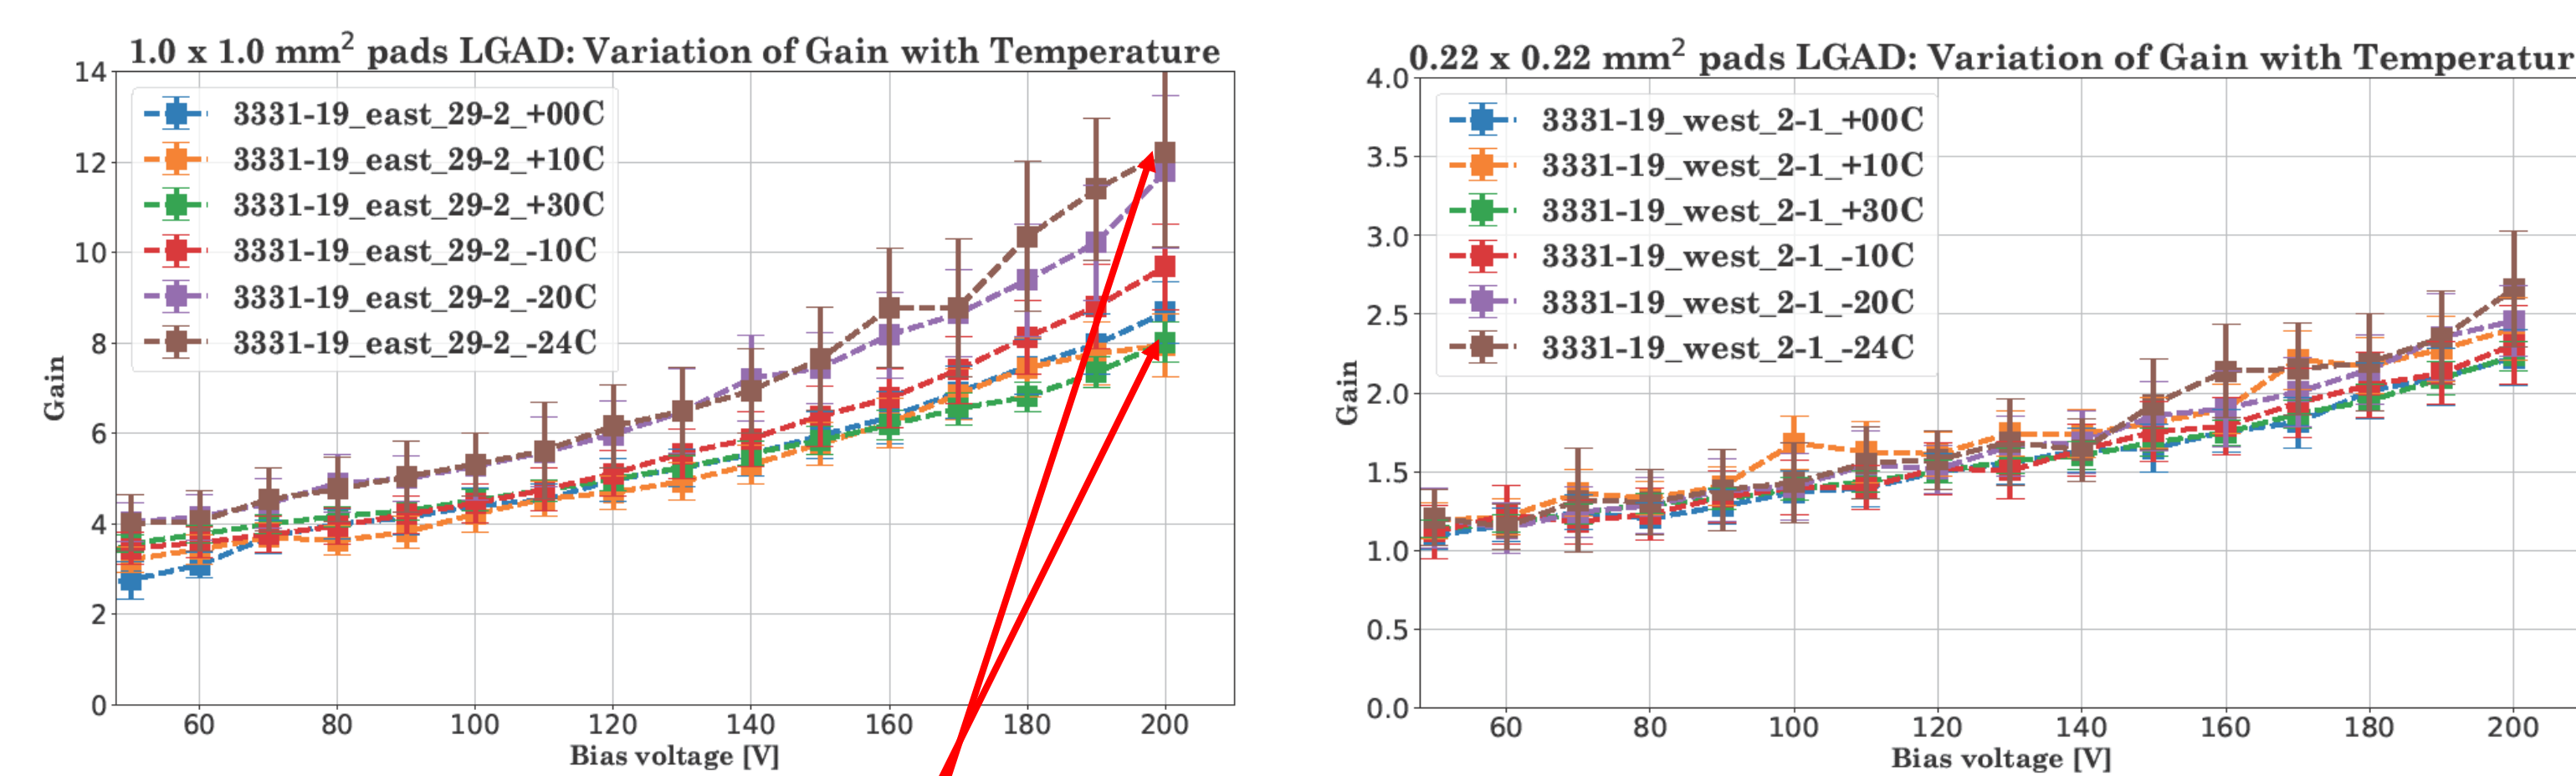 1.0 x 1.0 mm² pads LGAD: Variation of Gain with Temperature
14
12
10
8
6
4
2
0
Gain
3331-19_east_29-2_+00C
3331-19_east_29-2_+10C
3331-19_east_29-2_+30C
3331-19_east_29-2_-10C
3331-19_east_29-2_-20C
3331-19_east_29-2_-24C
60 80 100 120 140 160 180 200
Bias voltage [V]
0.22 x 0.22 mm² pads LGAD: Variation of Gain with Temperatur
4.0
3.5
3.0
2.5
2.0
1.5
1.0
0.5
0.0
Gain
3331-19_west_2-1_+00C
3331-19_west_2-1_+10C
3331-19_west_2-1_+30C
3331-19_west_2-1_-10C
3331-19_west_2-1_-20C
3331-19_west_2-1_-24C
60 80 100 120 140 160 180 200
Bias voltage [V]